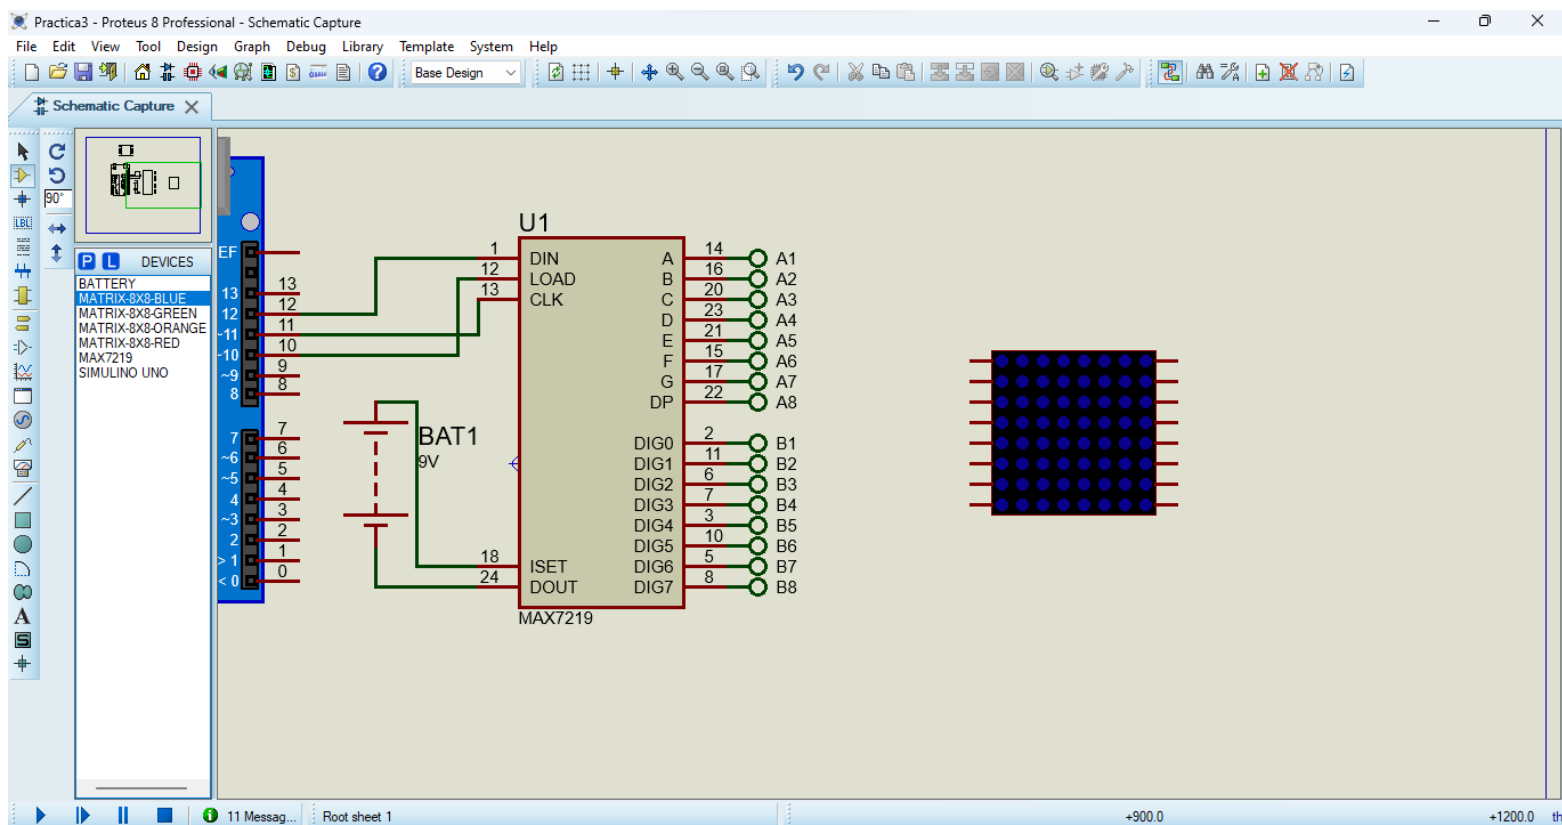 Practica3 - Proteus 8 Professional - Schematic Capture
File Edit View Tool Design Graph Debug Library Template System Help
Base Design
Schematic Capture
LBL
90°
P L DEVICES
BATTERY
MATRIX-8X8-BLUE
MATRIX-8X8-GREEN
MATRIX-8X8-ORANGE
MATRIX-8X8-RED
MAX7219
SIMULINO UNO
A
S
EF
13 13
12 12
~11 11
~10 10
~9 9
8 8
7 7
~6 6
~5 5
4 4
~3 3
2 2
> 1 1
< 0 0
BAT1
9V
U1
1 DIN
12 LOAD
13 CLK
18 ISET
24 DOUT
A 14 A1
B 16 A2
C 20 A3
D 23 A4
E 21 A5
F 15 A6
G 17 A7
DP 22 A8
DIG0 2 B1
DIG1 11 B2
DIG2 6 B3
DIG3 7 B4
DIG4 3 B5
DIG5 10 B6
DIG6 5 B7
DIG7 8 B8
MAX7219
11 Messag... Root sheet 1 +900.0 +1200.0 th